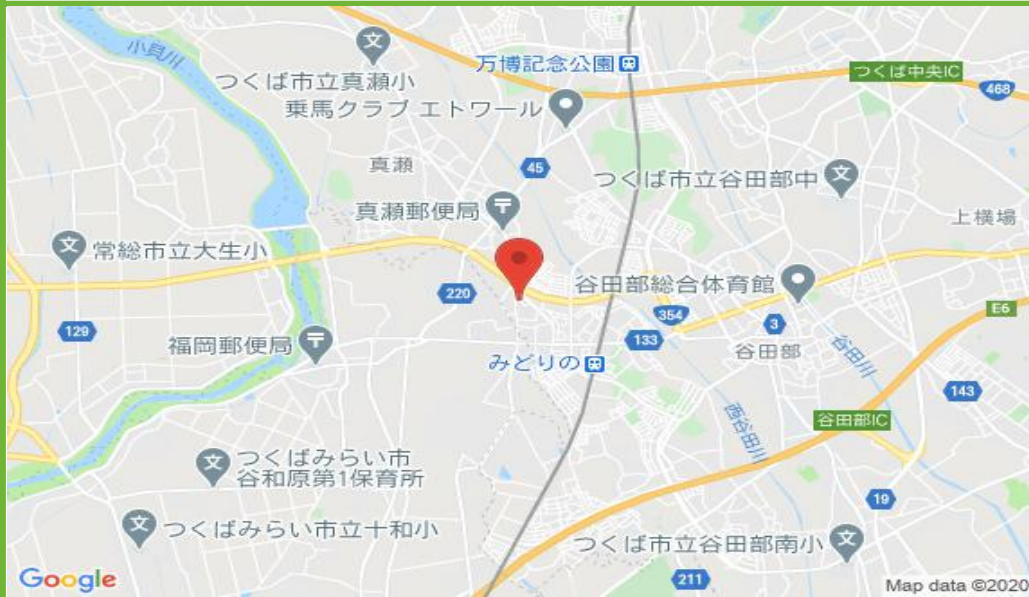 小貝川
つくば市立真瀬小
万博記念公園
つくば中央IC
468
乗馬クラブ エトワール
真瀬
45
つくば市立谷田部中
真瀬郵便局
上横場
常総市立大生小
谷田部総合体育館
220
E6
354
129
3
133
福岡郵便局
谷田部
谷田川
みどりの
143
西谷田川
谷田部IC
つくばみらい市
谷和原第1保育所
19
つくばみらい市立十和小
つくば市立谷田部南小
211
Google
Map data ©2020